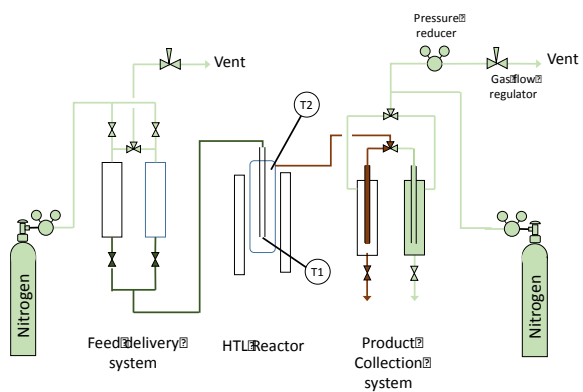 Pressure�
reducer
Vent
Vent
Gas�flow�
regulator
T2
T1
Nitrogen
Nitrogen
Feed�delivery�
system
HTL�Reactor
Product�
Collection�
system